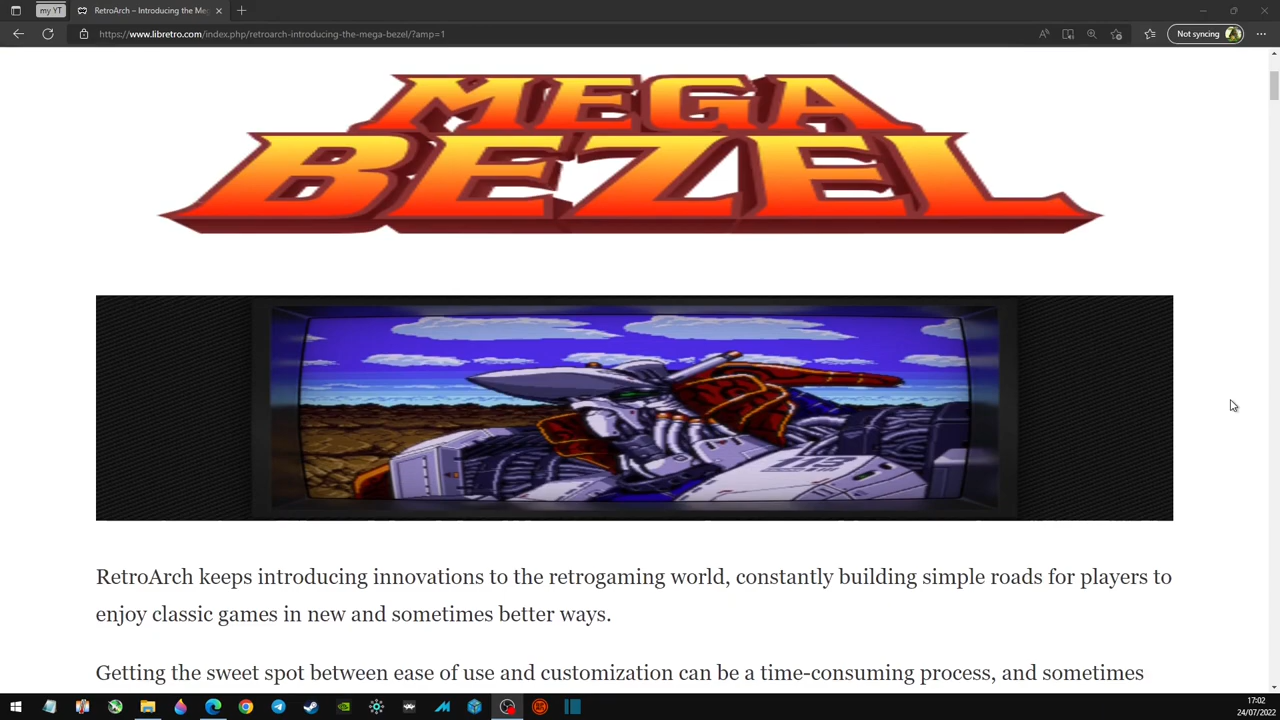 my YT
RetroArch – Introducing the Me
https://www.libretro.com/index.php/retroarch-introducing-the-mega-bezel/?amp=1
Not syncing
MEGA
BEZEL
RetroArch keeps introducing innovations to the retrogaming world, constantly building simple roads for players to
enjoy classic games in new and sometimes better ways.
Getting the sweet spot between ease of use and customization can be a time-consuming process, and sometimes
17:02
24/07/2022